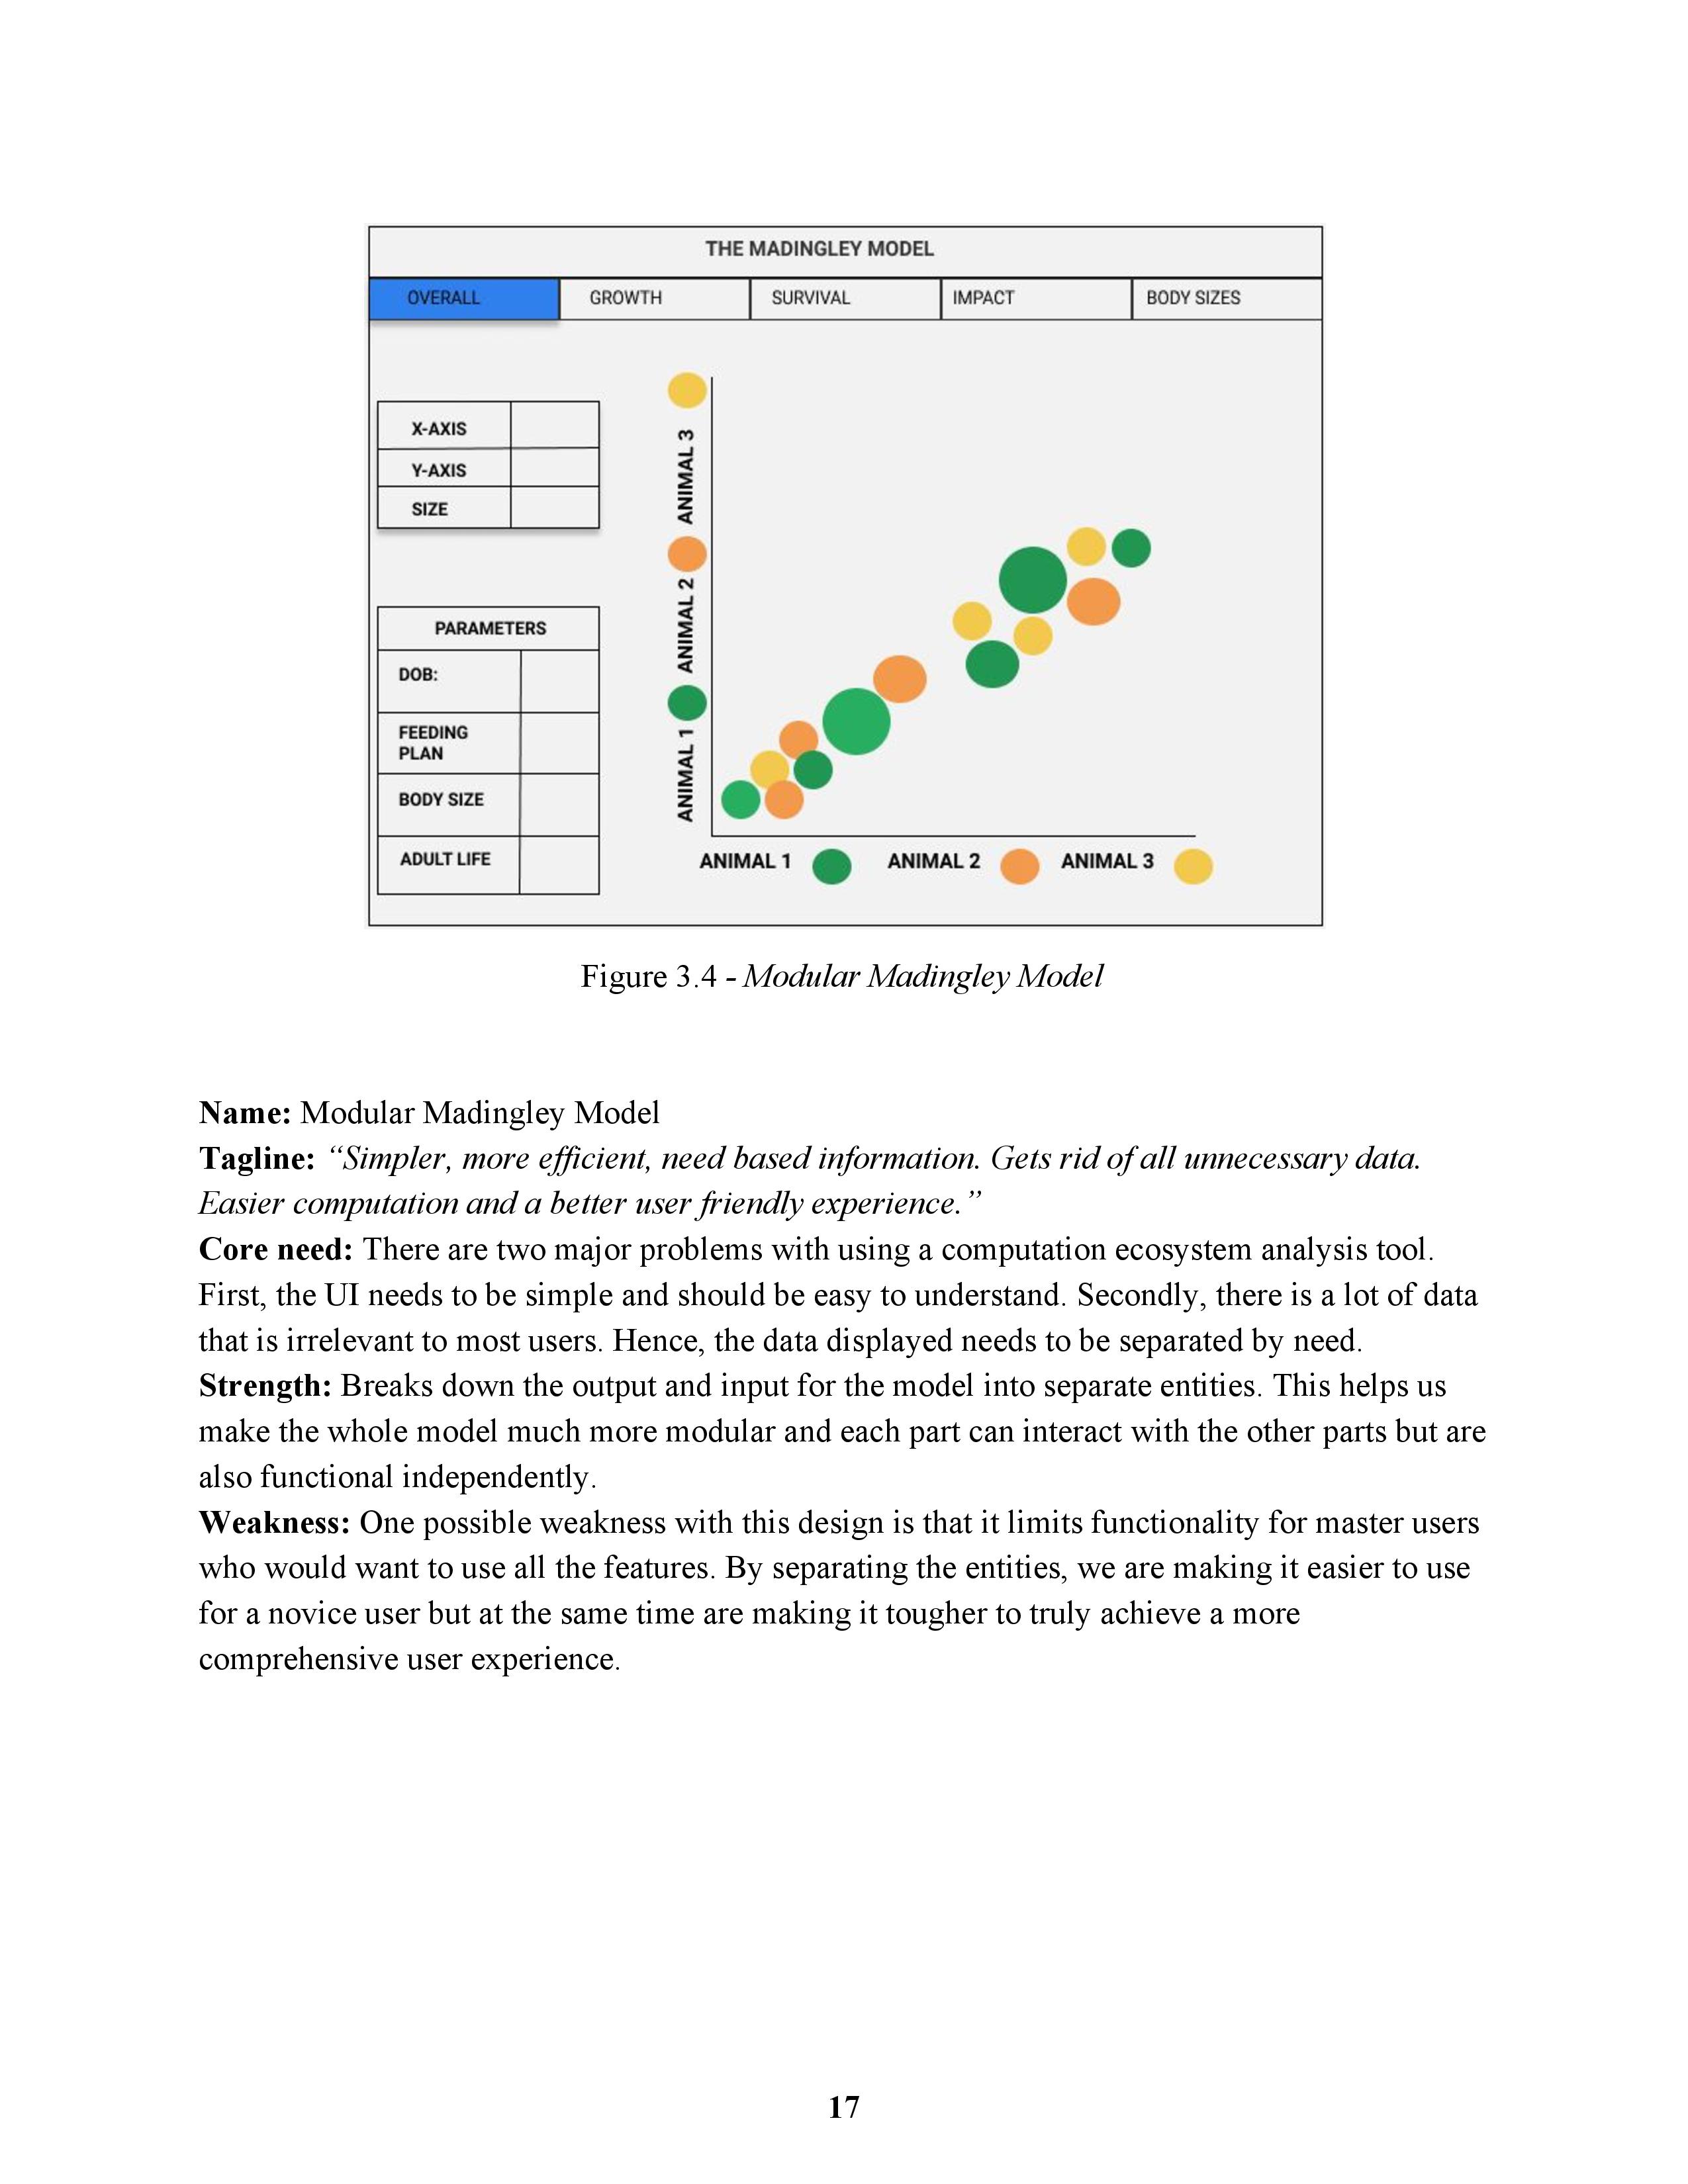 THE MADINGLEY MODEL
OVERALL GROWTH SURVIVAL IMPACT BODY SIZES
X-AXIS
Y-AXIS
SIZE
PARAMETERS
DOB:
FEEDING
PLAN
BODY SIZE
ADULT LIFE
ANIMAL 1 ANIMAL 2 ANIMAL 3
ANIMAL 1 ANIMAL 2 ANIMAL 3
Figure 3.4 - Modular Madingley Model
Name: Modular Madingley Model
Tagline: “Simpler, more efficient, need based information. Gets rid of all unnecessary data.
Easier computation and a better user friendly experience.”
Core need: There are two major problems with using a computation ecosystem analysis tool.
First, the UI needs to be simple and should be easy to understand. Secondly, there is a lot of data
that is irrelevant to most users. Hence, the data displayed needs to be separated by need.
Strength: Breaks down the output and input for the model into separate entities. This helps us
make the whole model much more modular and each part can interact with the other parts but are
also functional independently.
Weakness: One possible weakness with this design is that it limits functionality for master users
who would want to use all the features. By separating the entities, we are making it easier to use
for a novice user but at the same time are making it tougher to truly achieve a more
comprehensive user experience.
17